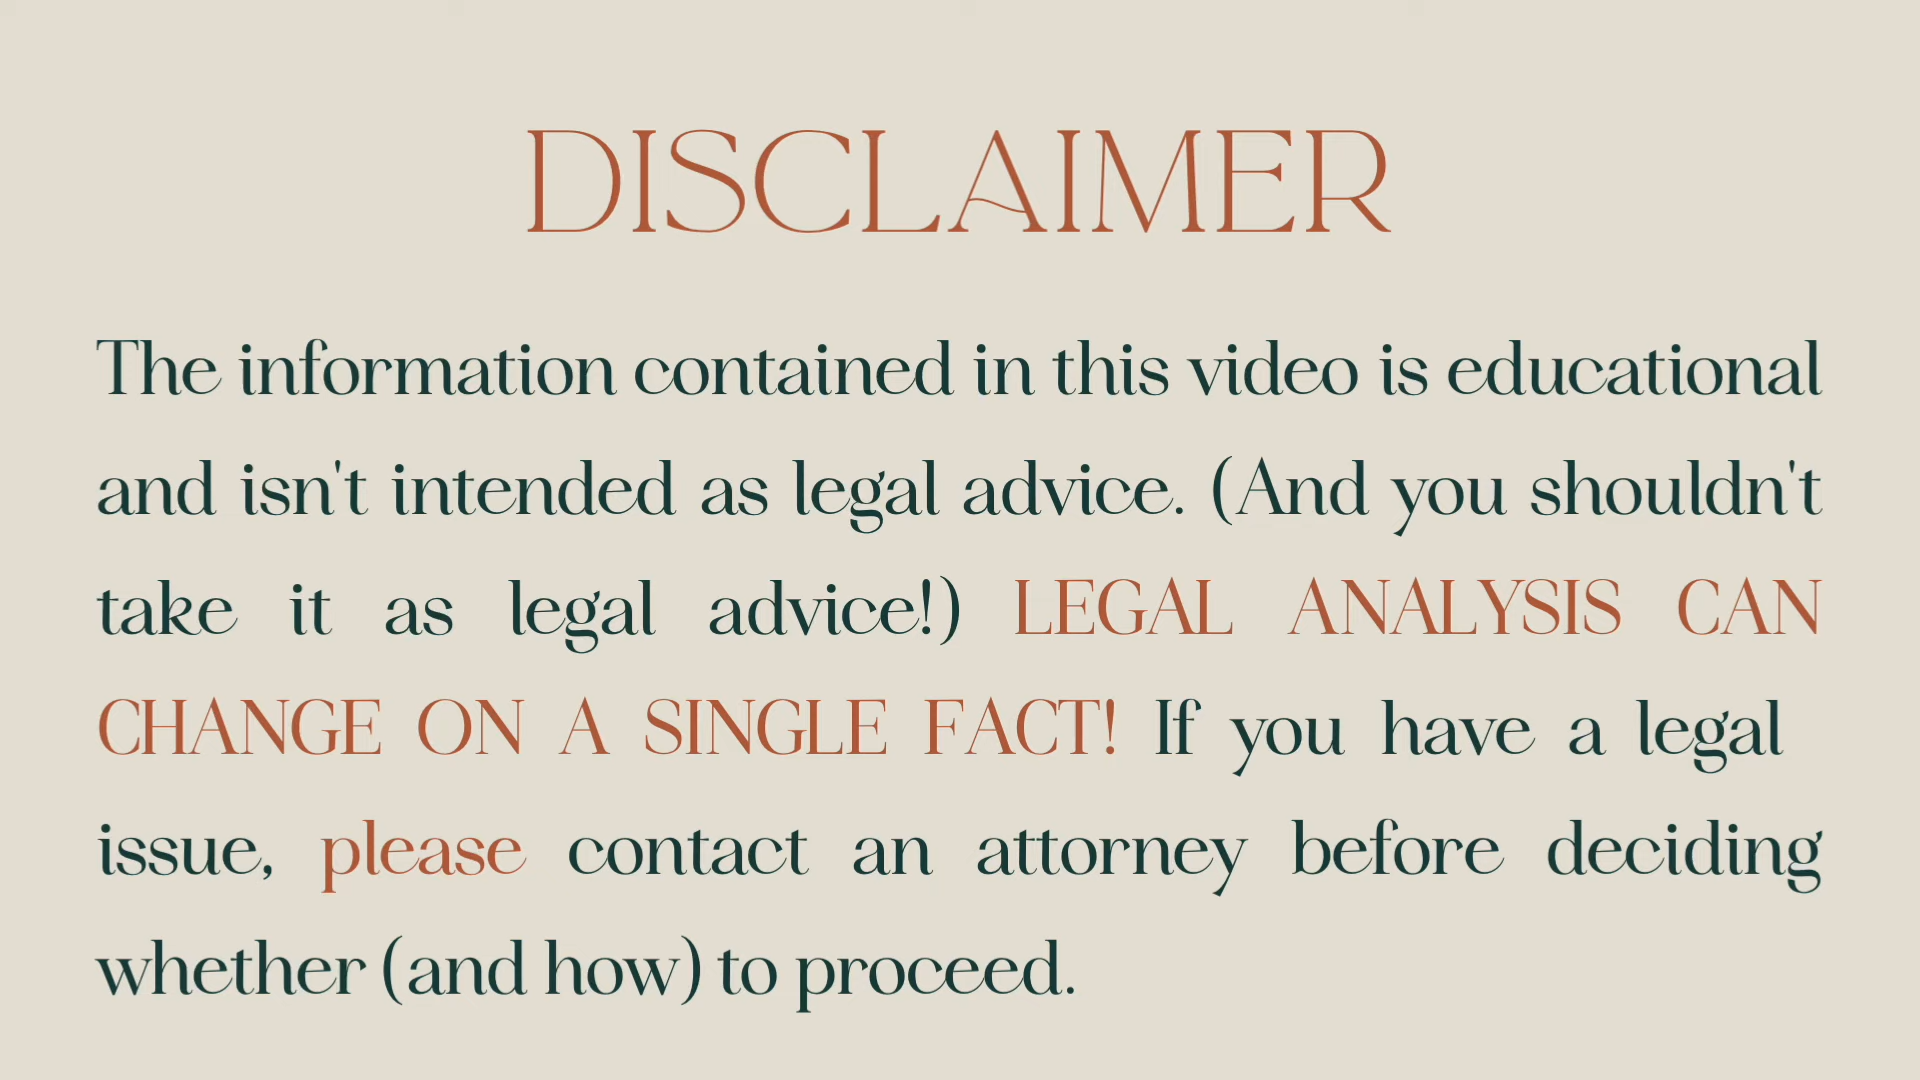 DISCLAIMER
The information contained in this video is educational
and isn't intended as legal advice. (And you shouldn't
take it as legal advice!) LEGAL ANALYSIS CAN
CHANGE ON A SINGLE FACT! If you have a legal
issue, please contact an attorney before deciding
whether (and how) to proceed.